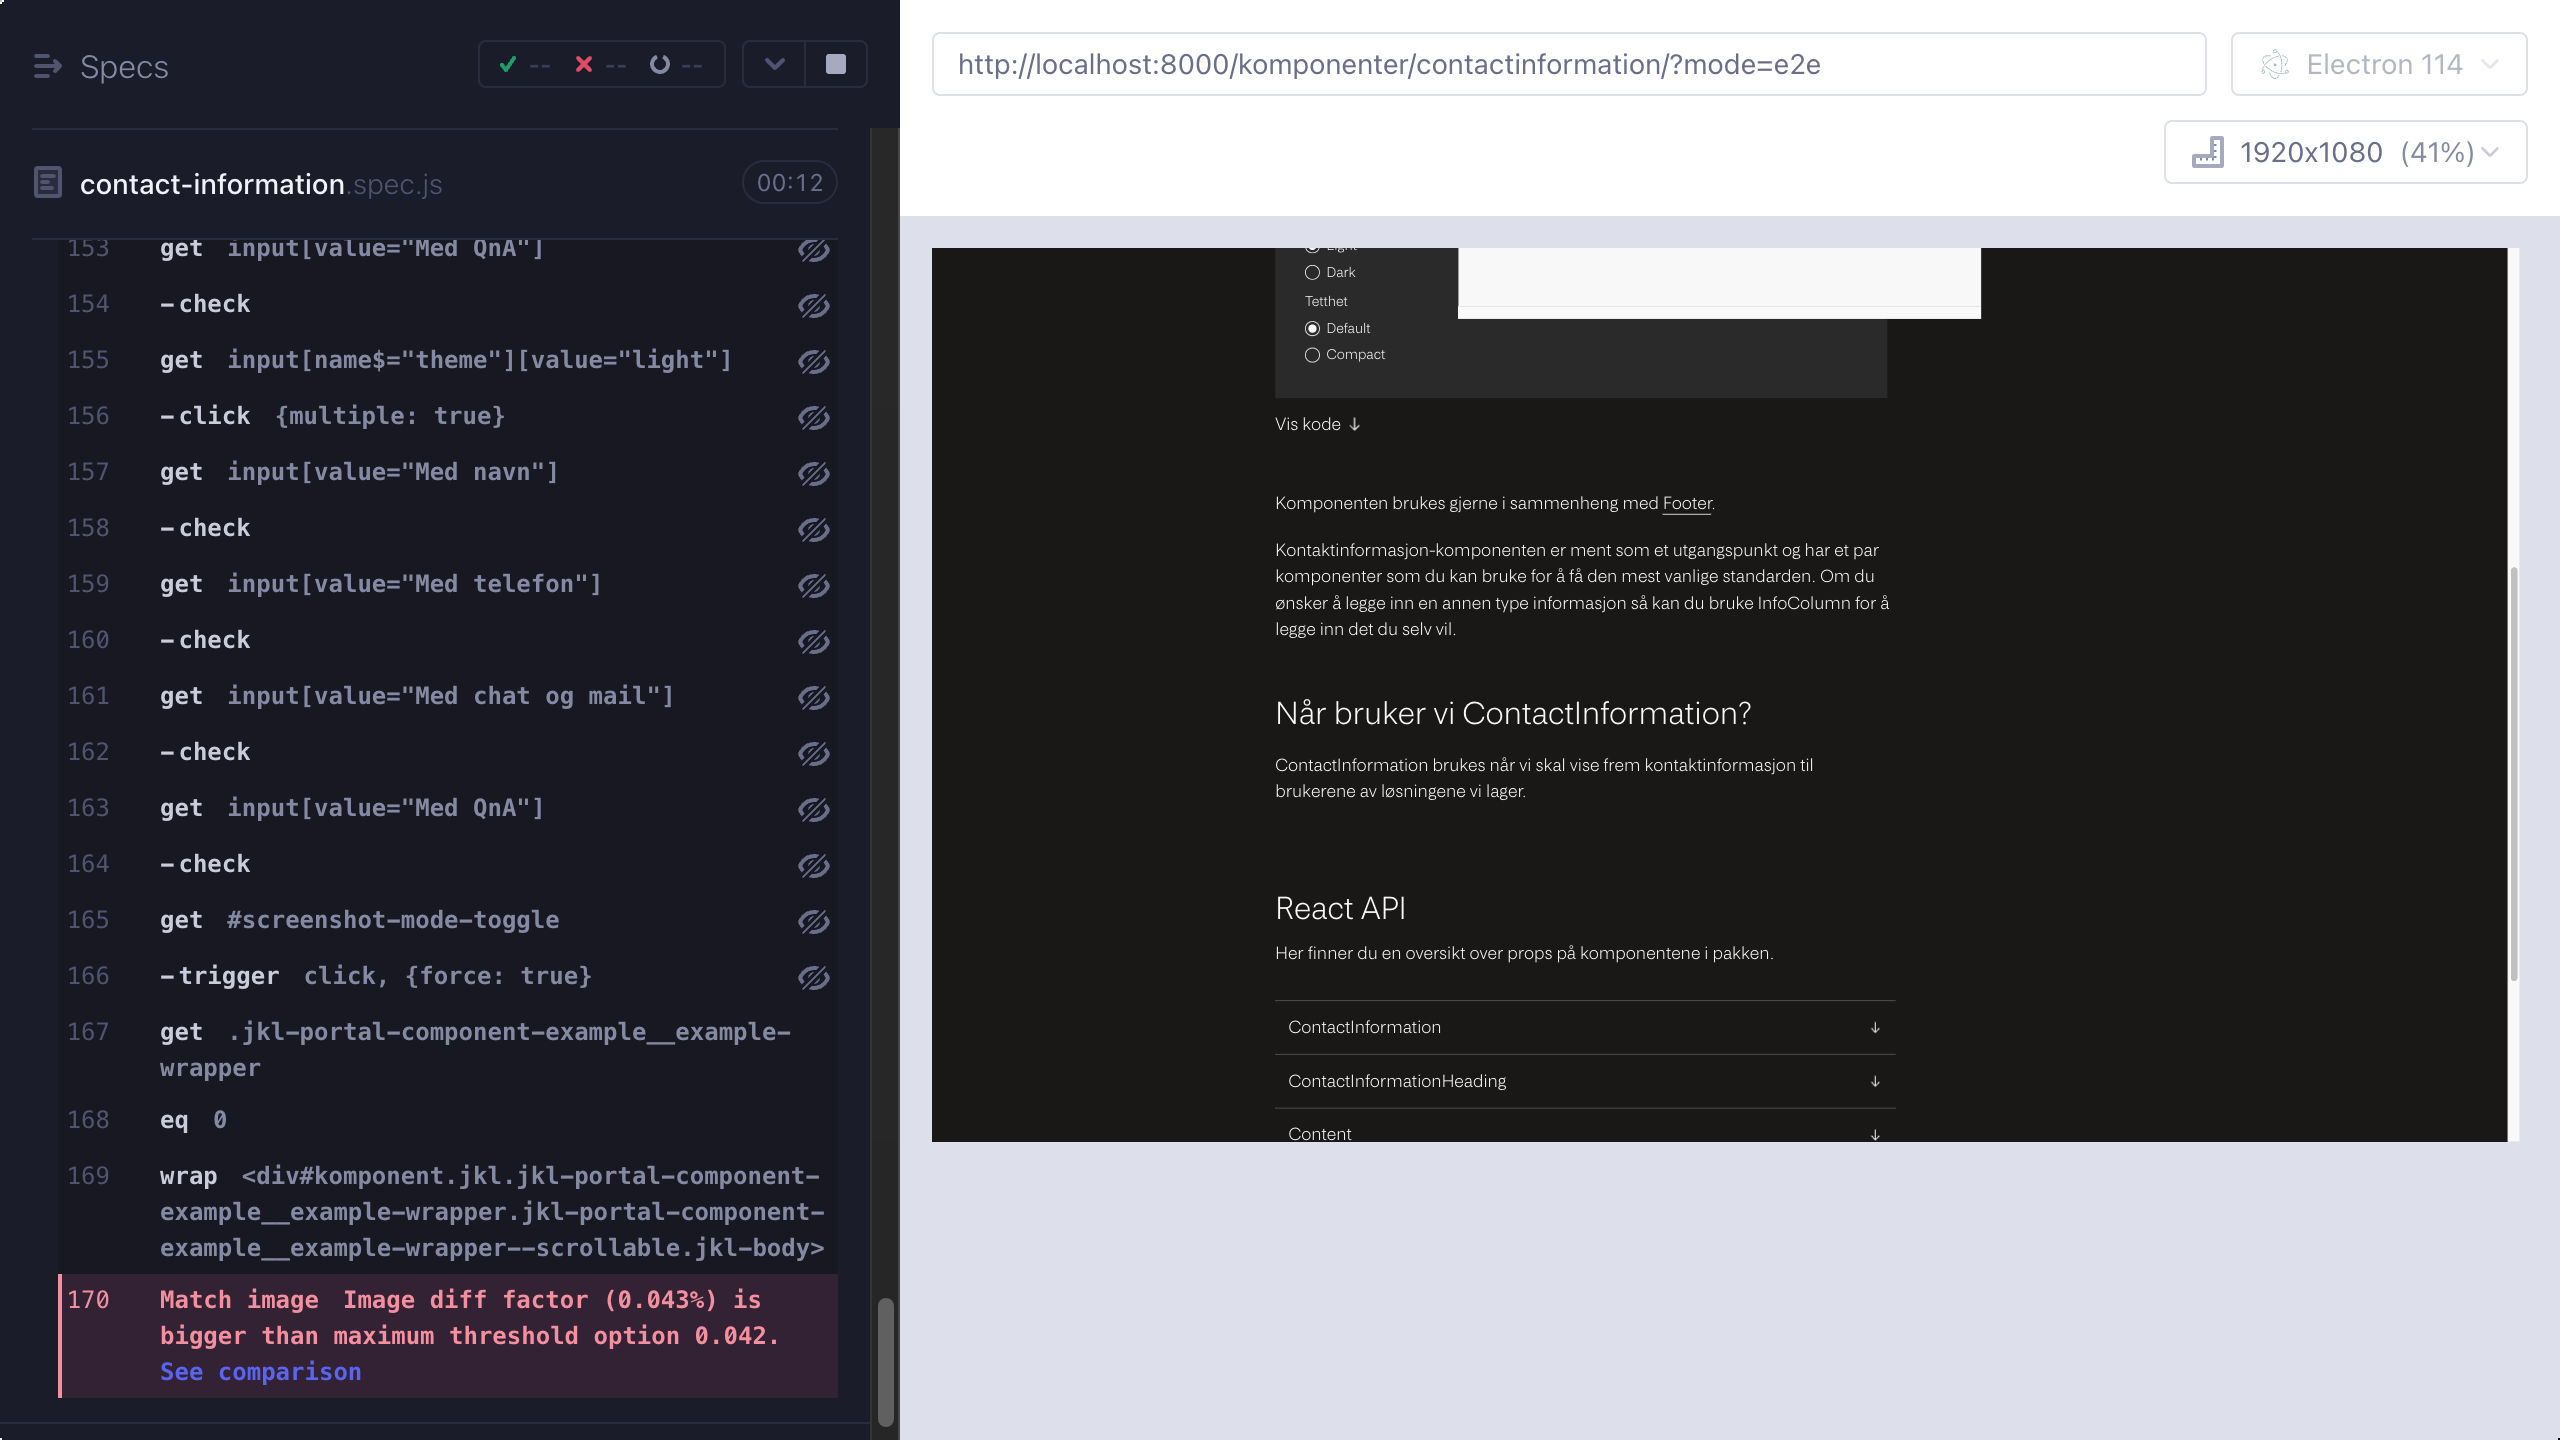 Specs
-- -- --
contact-information.spec.js 00:12
153 get input[value="Med QnA"]
154 -check
155 get input[name$="theme"][value="light"]
156 -click {multiple: true}
157 get input[value="Med navn"]
158 -check
159 get input[value="Med telefon"]
160 -check
161 get input[value="Med chat og mail"]
162 -check
163 get input[value="Med QnA"]
164 -check
165 get #screenshot-mode-toggle
166 -trigger click, {force: true}
167 get .jkl-portal-component-example__example-
wrapper
168 eq 0
169 wrap <div#komponent.jkl.jkl-portal-component-
example__example-wrapper.jkl-portal-component-
example__example-wrapper--scrollable.jkl-body>
170 Match image Image diff factor (0.043%) is
bigger than maximum threshold option 0.042.
See comparison
http://localhost:8000/komponenter/contactinformation/?mode=e2e
Electron 114
1920x1080 (41%)
Light
Dark
Tetthet
Default
Compact
Vis kode ↓
Komponenten brukes gjerne i sammenheng med Footer.
Kontaktinformasjon-komponenten er ment som et utgangspunkt og har et par
komponenter som du kan bruke for å få den mest vanlige standarden. Om du
ønsker å legge inn en annen type informasjon så kan du bruke InfoColumn for å
legge inn det du selv vil.
Når bruker vi ContactInformation?
ContactInformation brukes når vi skal vise frem kontaktinformasjon til
brukerene av løsningene vi lager.
React API
Her finner du en oversikt over props på komponentene i pakken.
ContactInformation ↓
ContactInformationHeading ↓
Content ↓